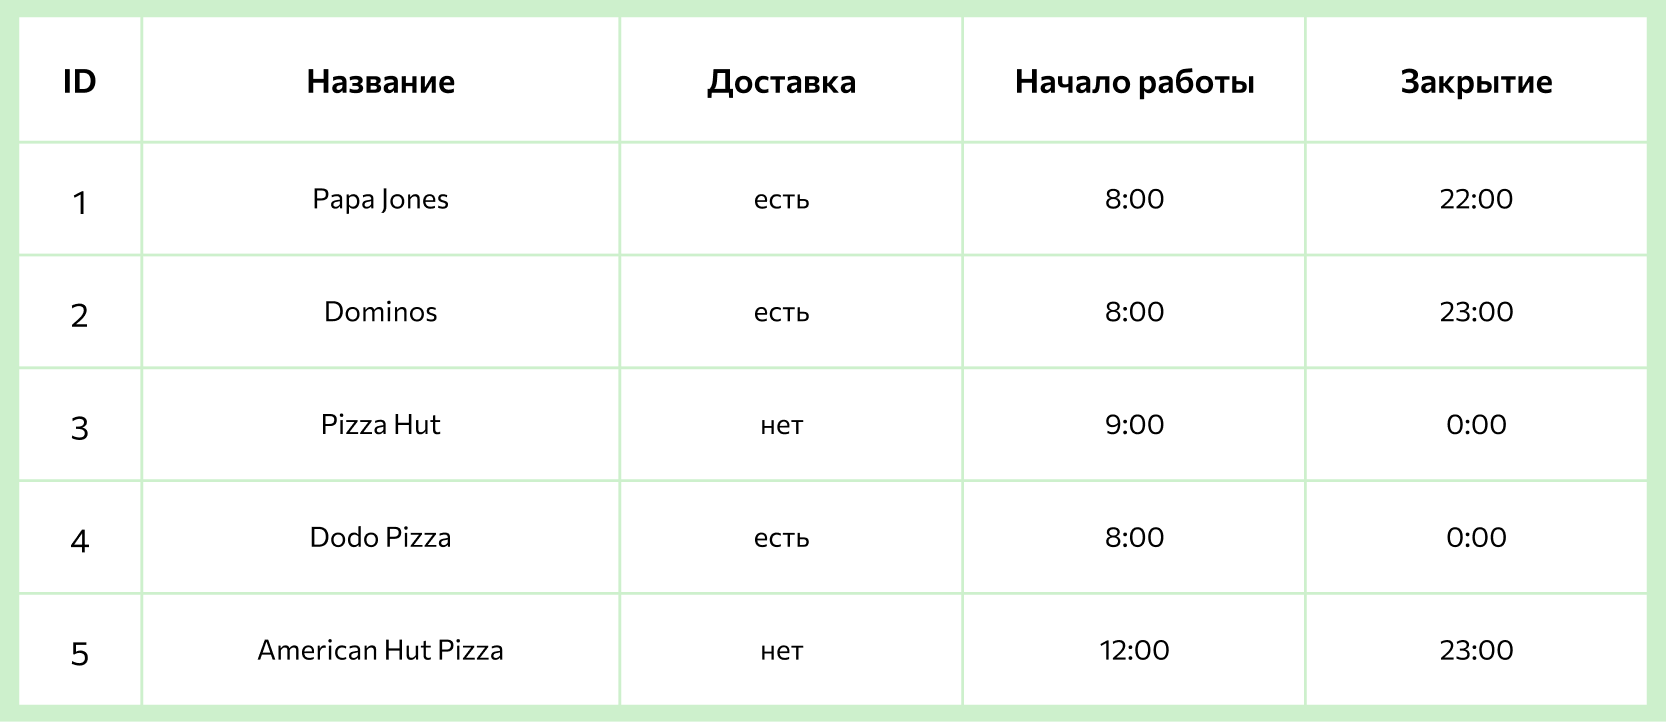 ID Название Доставка Начало работы Закрытие
1 Papa Jones есть 8:00 22:00
2 Dominos есть 8:00 23:00
3 Pizza Hut нет 9:00 0:00
4 Dodo Pizza есть 8:00 0:00
5 American Hut Pizza нет 12:00 23:00